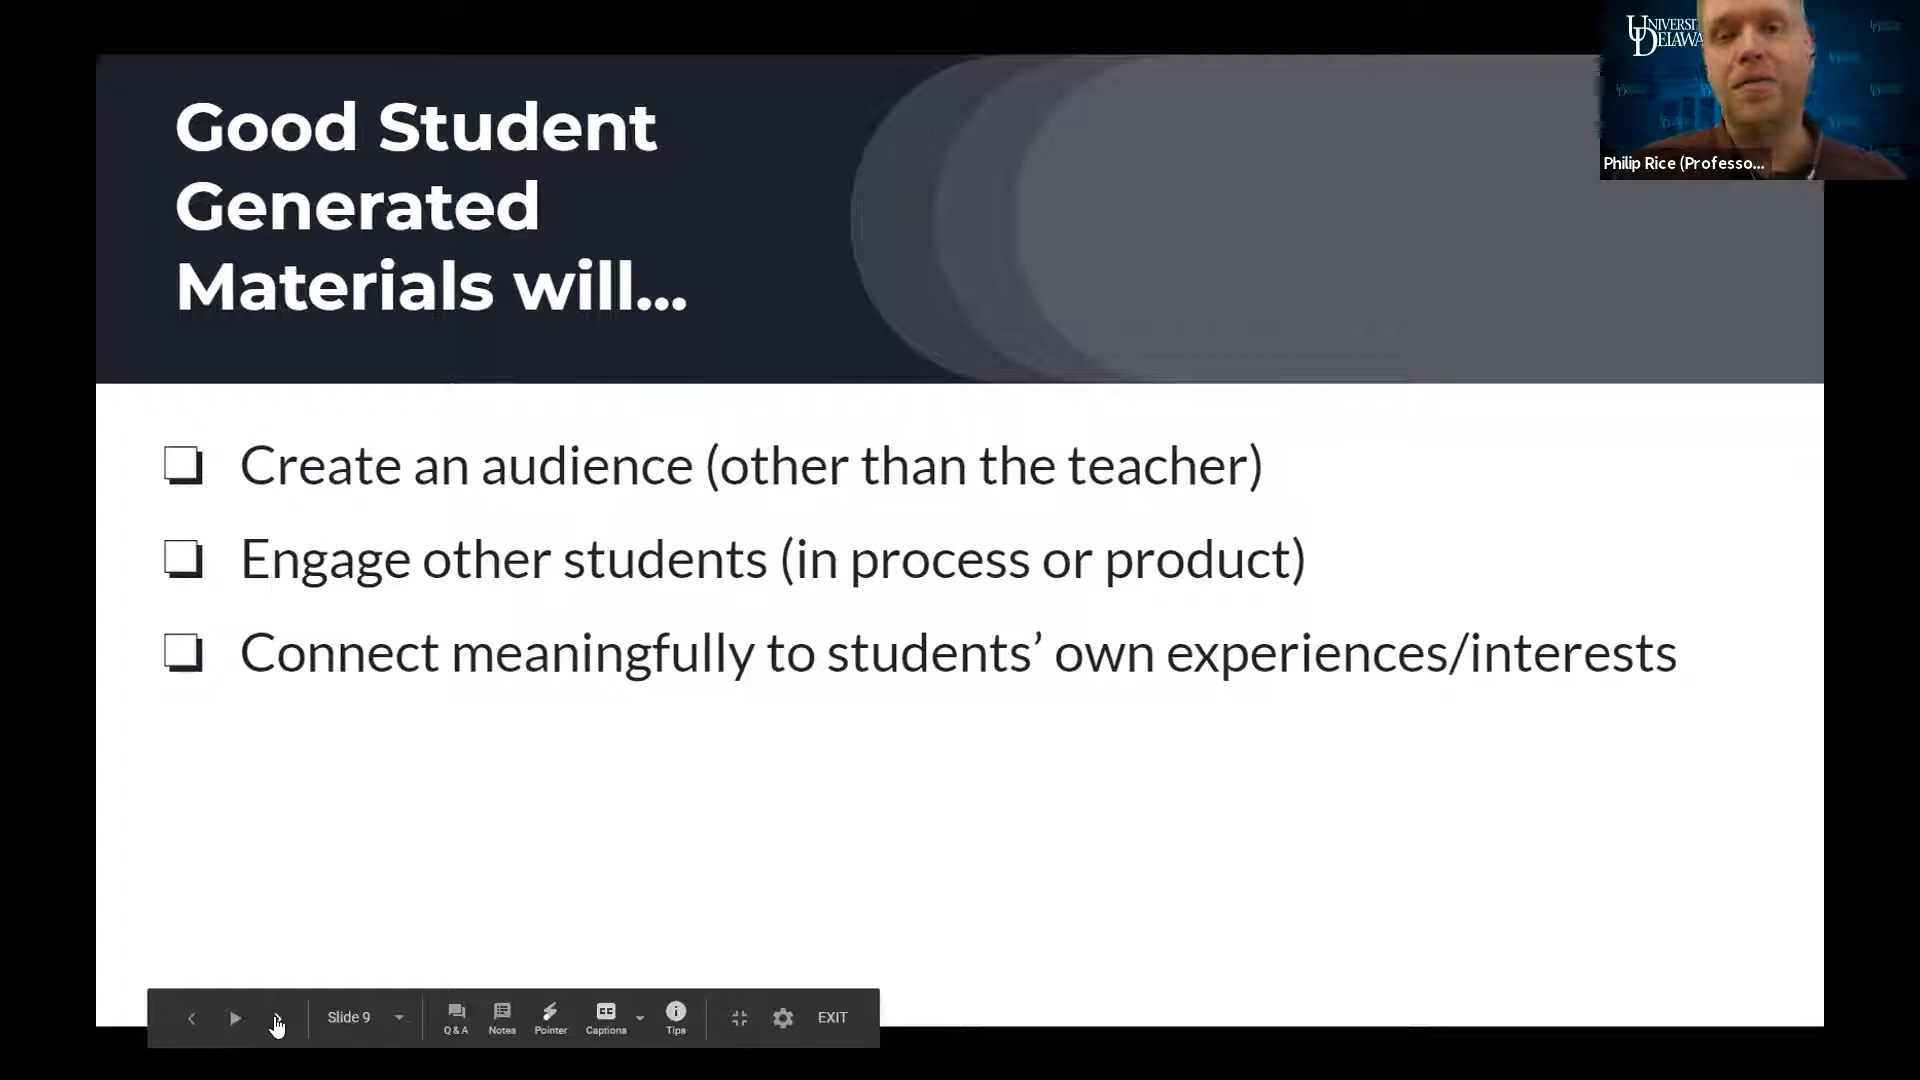 Good Student
Generated
Materials will...
Create an audience (other than the teacher)
Engage other students (in process or product)
Connect meaningfully to students’ own experiences/interests
Philip Rice (Professo...
Slide 9
Q & A
Notes
Pointer
CC
Captions
Tips
EXIT